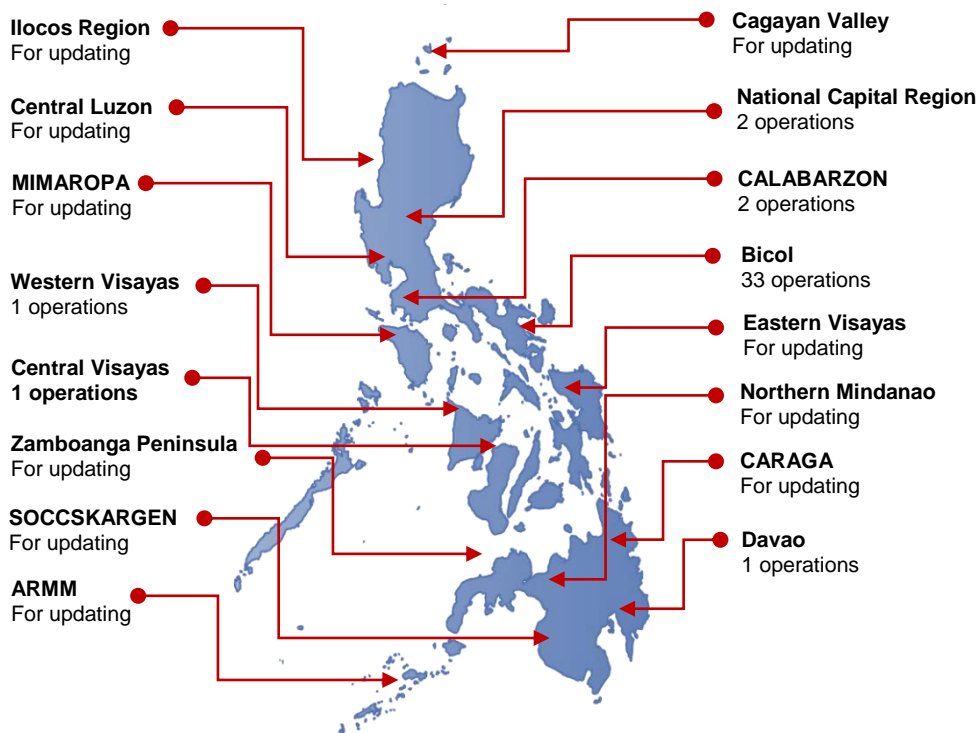 Ilocos Region
For updating
Central Luzon
For updating
MIMAROPA
For updating
Western Visayas
1 operations
Central Visayas
1 operations
Zamboanga Peninsula
For updating
SOCCSKARGEN
For updating
ARMM
For updating
Cagayan Valley
For updating
National Capital Region
2 operations
CALABARZON
2 operations
Bicol
33 operations
Eastern Visayas
For updating
Northern Mindanao
For updating
CARAGA
For updating
Davao
1 operations